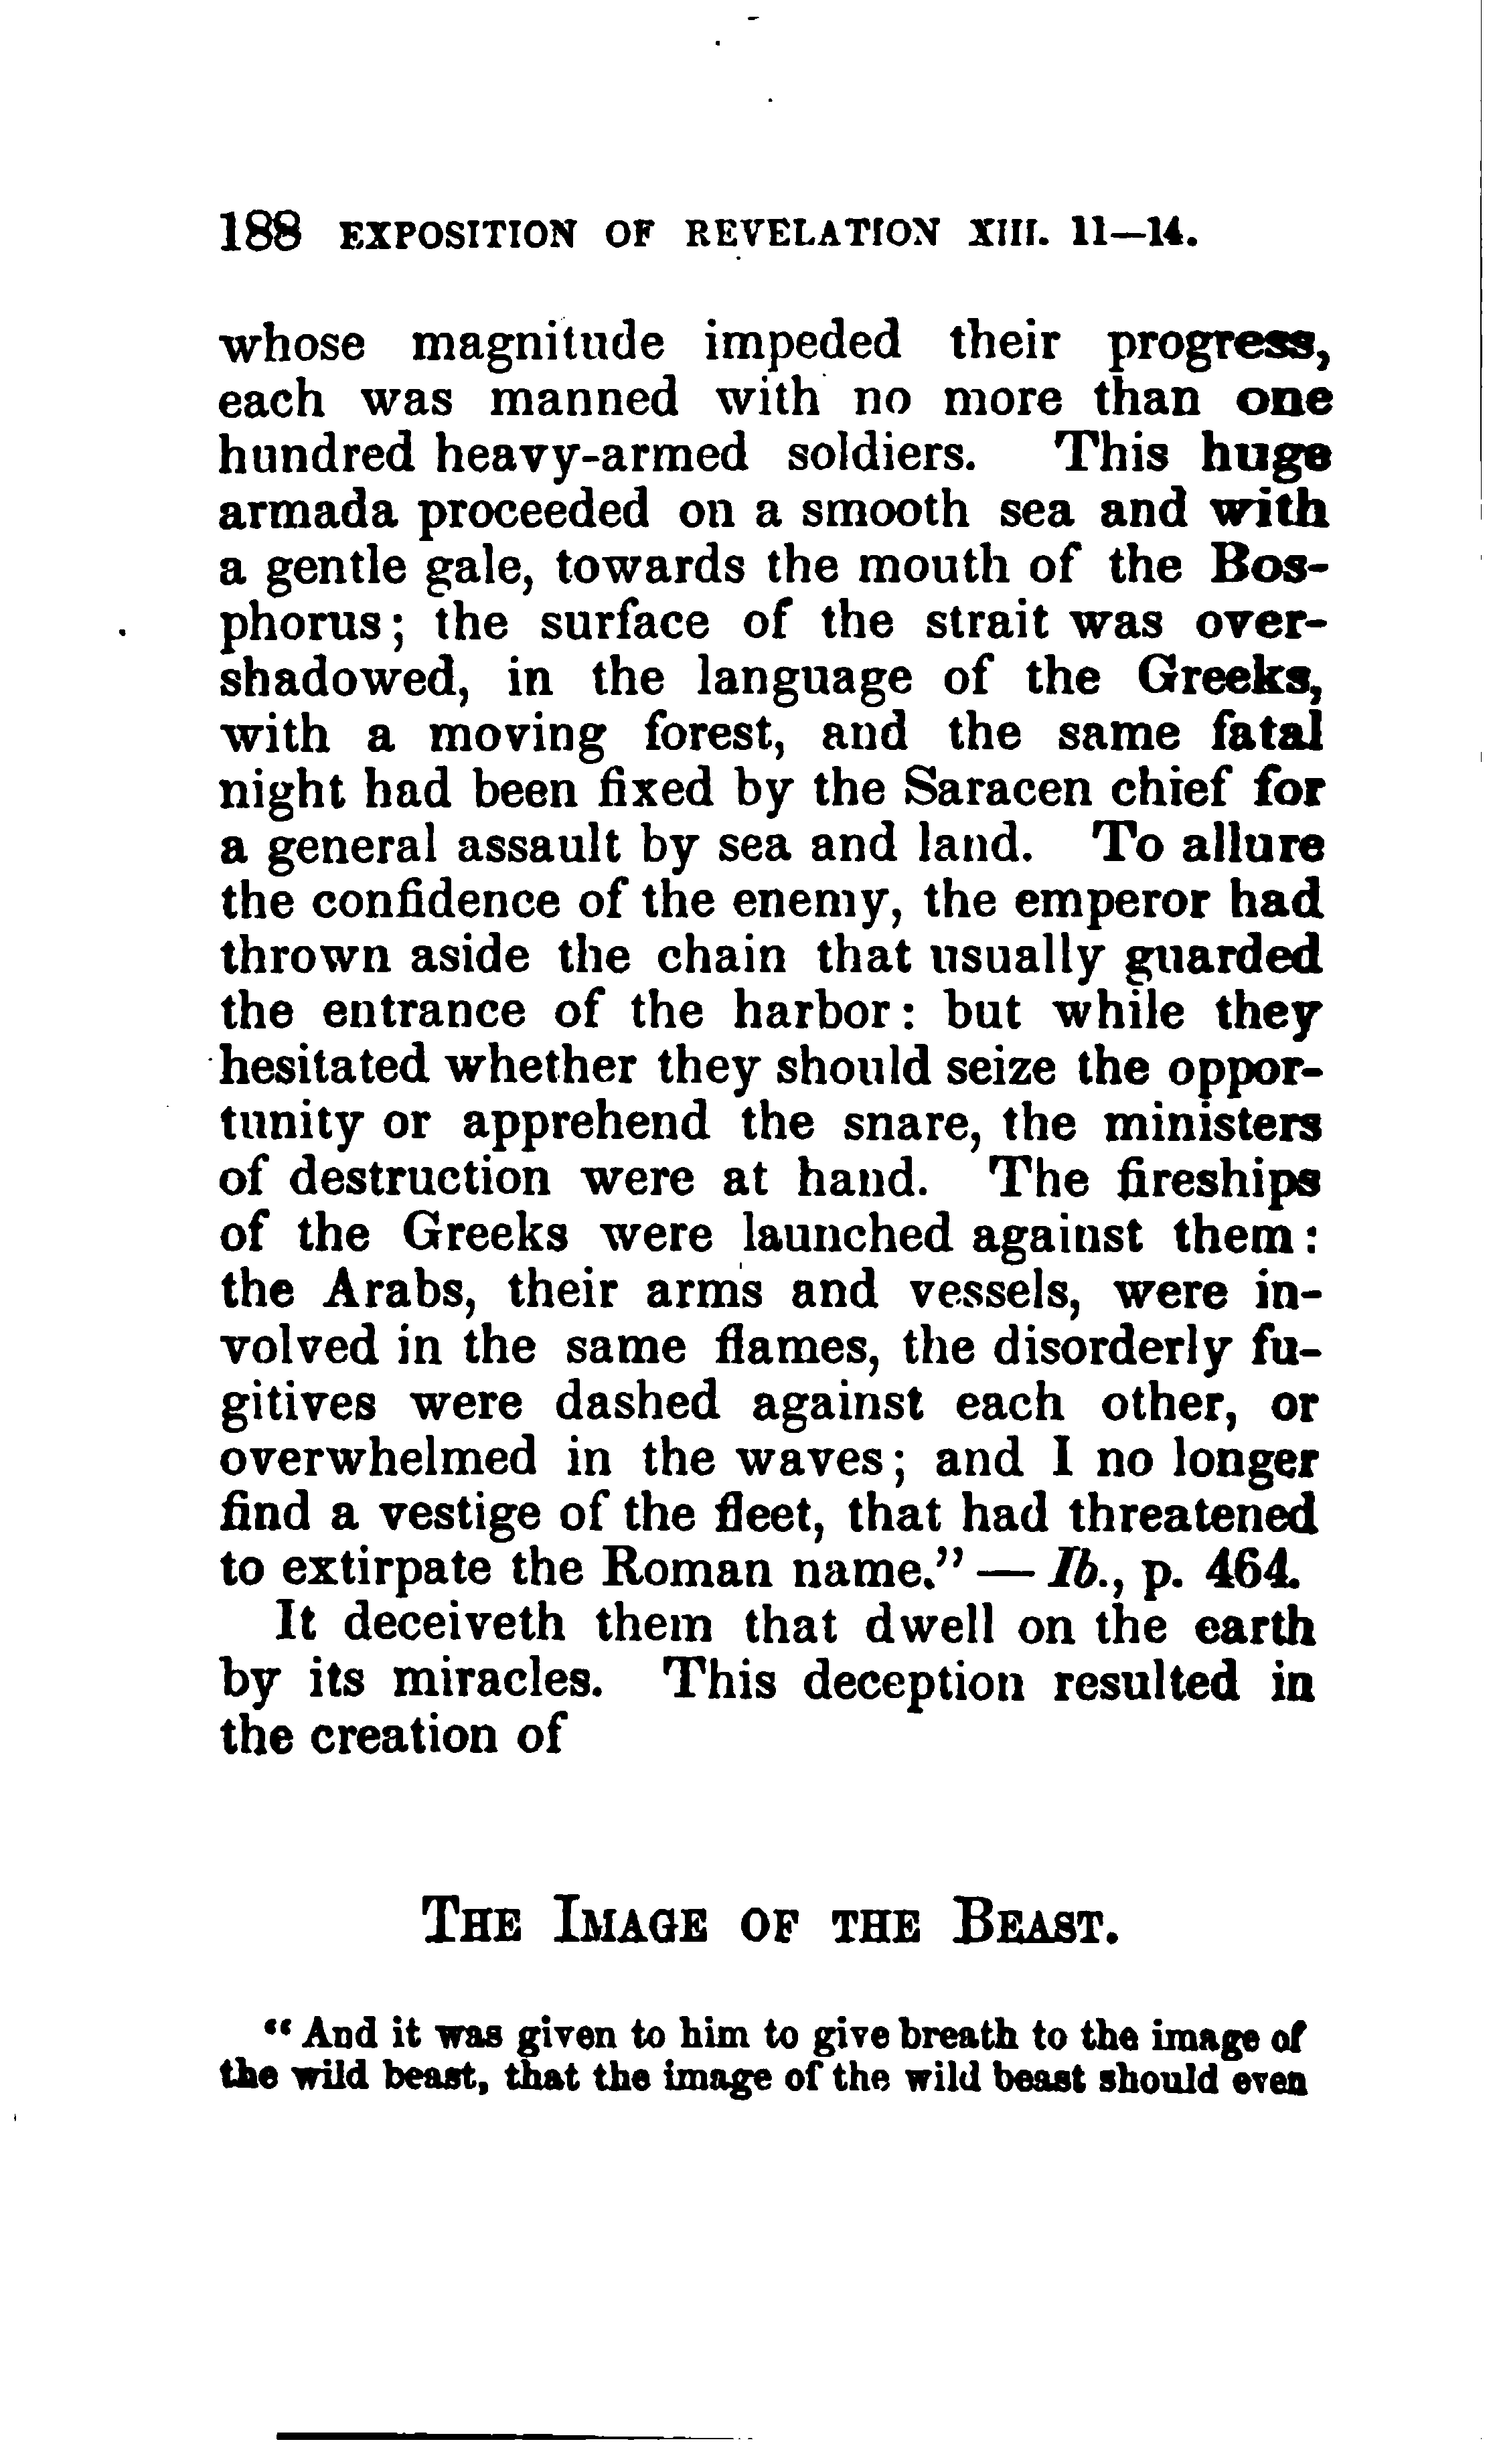 188 EXPOSITION OF REVELATION XIII. 11—14.
whose magnitude impeded their progress,
each was manned with no more than one
hundred heavy-armed soldiers. This huge
armada proceeded on a smooth sea and with
a gentle gale, towards the mouth of the Bos-
phorus; the surface of the strait was over-
shadowed, in the language of the Greeks,
with a moving forest, and the same fatal
night had been fixed by the Saracen chief for
a general assault by sea and land. To allure
the confidence of the enemy, the emperor had
thrown aside the chain that usually guarded
the entrance of the harbor: but while they
hesitated whether they should seize the oppor-
tunity or apprehend the snare, the ministers
of destruction were at hand. The fireships
of the Greeks were launched against them:
the Arabs, their arms and vessels, were in-
volved in the same flames, the disorderly fu-
gitives were dashed against each other, or
overwhelmed in the waves; and I no longer
find a vestige of the fleet, that had threatened
to extirpate the Roman name." — Ib., p. 464.
It deceiveth them that dwell on the earth
by its miracles. This deception resulted in
the creation of
THE IMAGE OF THE BEAST.
"And it was given to him to give breath to the image of
the wild beast, that the image of the wild beast should even